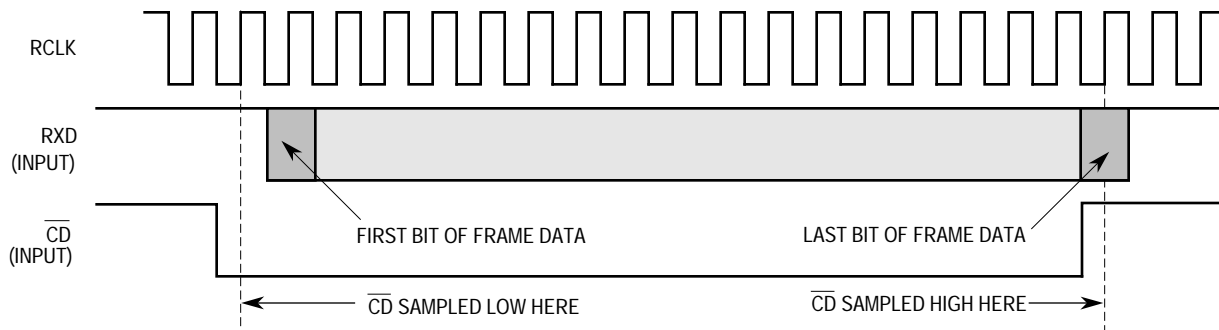 RCLK
RXD
(INPUT)
CD
(INPUT)
FIRST BIT OF FRAME DATA
LAST BIT OF FRAME DATA
CD SAMPLED LOW HERE
CD SAMPLED HIGH HERE